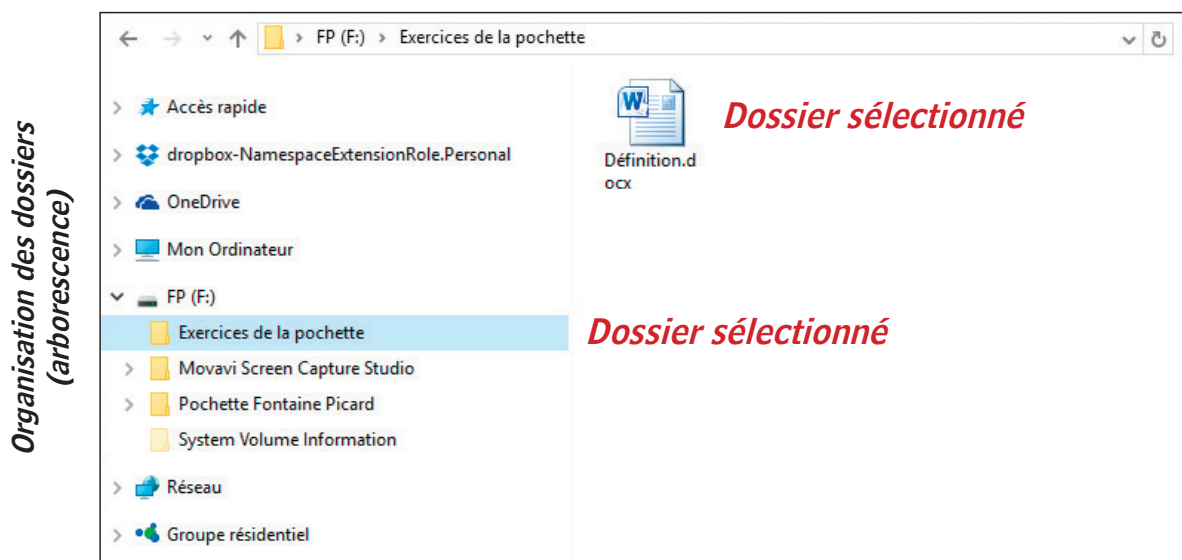 Organisation des dossiers
(arborescence)
FP (F:) > Exercices de la pochette
Accès rapide
dropbox-NamespaceExtensionRole.Personal
OneDrive
Mon Ordinateur
FP (F:)
Exercices de la pochette
Movavi Screen Capture Studio
Pochette Fontaine Picard
System Volume Information
Réseau
Groupe résidentiel
W
Définition.d
ocx
Dossier sélectionné
Dossier sélectionné